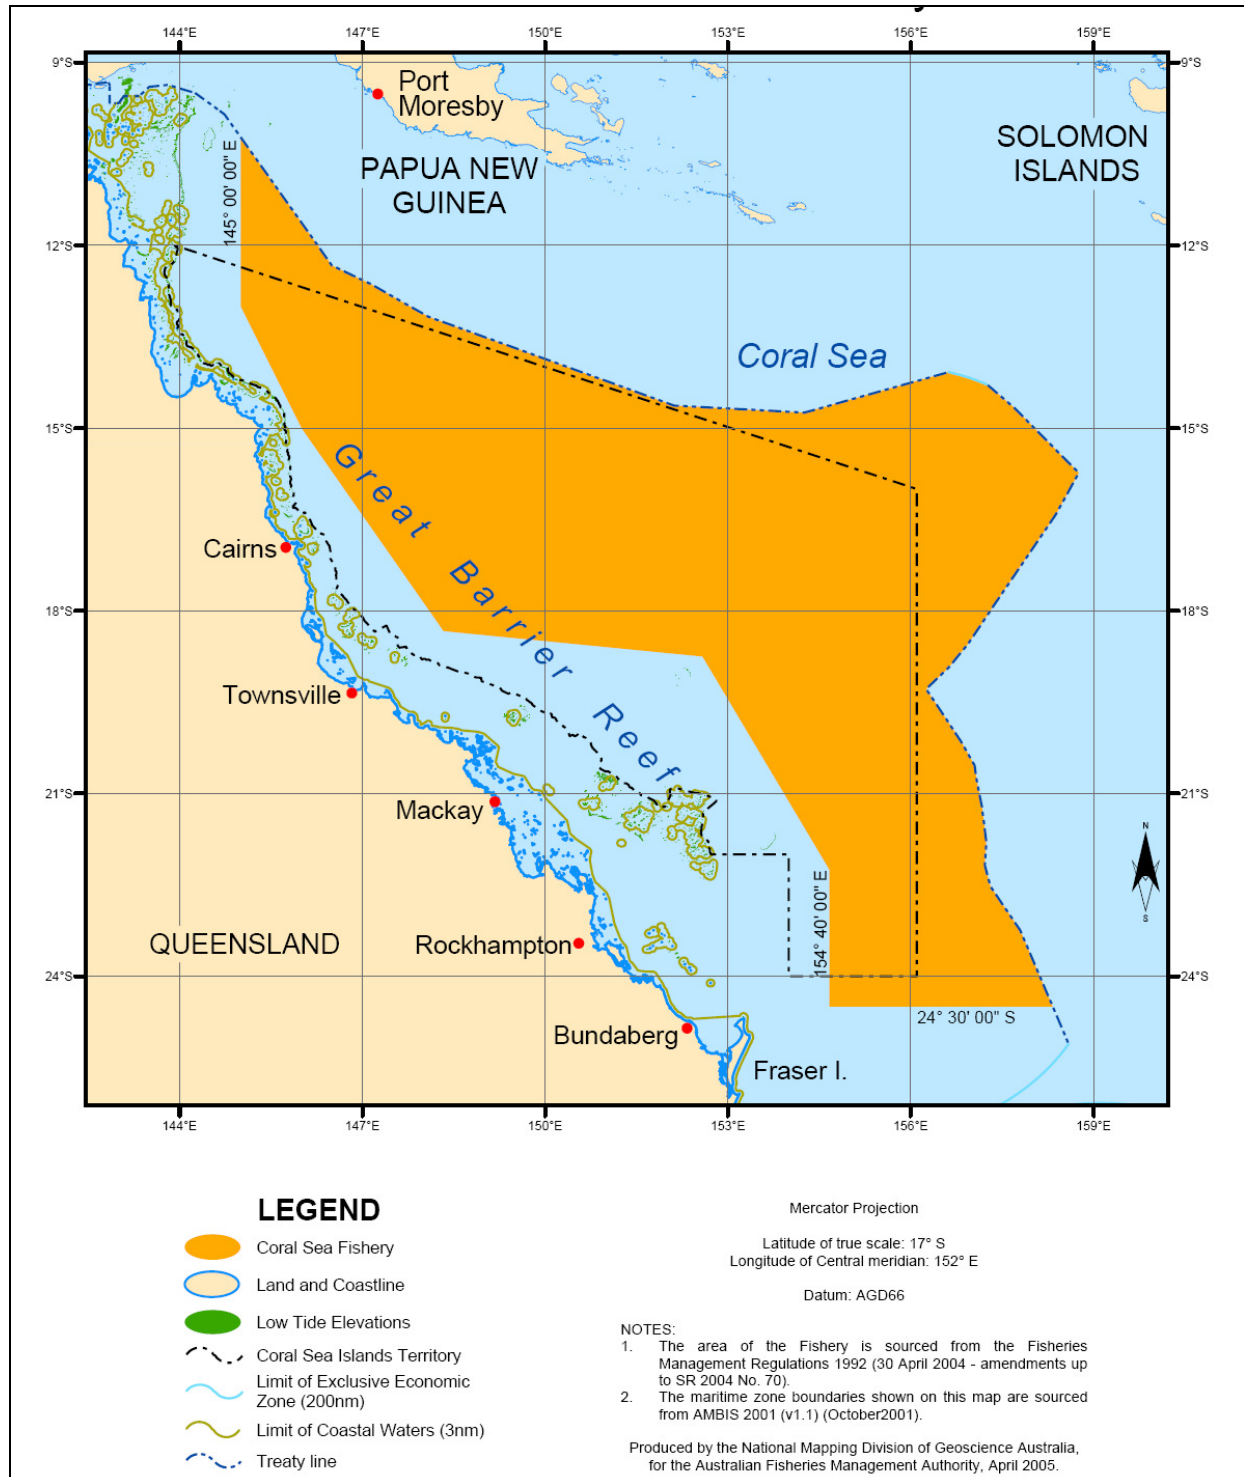 144°E 147°E 150°E 153°E 156°E 159°E
9°S 9°S
Port
Moresby
SOLOMON
ISLANDS
PAPUA NEW
GUINEA
145° 00' 00" E
12°S 12°S
Coral Sea
15°S 15°S
Great Barrier Reef
Cairns
18°S 18°S
Townsville
21°S 21°S
Mackay
N
S
154° 40' 00" E
QUEENSLAND
Rockhampton
24°S 24°S
24° 30' 00" S
Bundaberg
Fraser I.
144°E 147°E 150°E 153°E 156°E 159°E
LEGEND
Coral Sea Fishery
Land and Coastline
Low Tide Elevations
Coral Sea Islands Territory
Limit of Exclusive Economic
Zone (200nm)
Limit of Coastal Waters (3nm)
Treaty line
Mercator Projection
Latitude of true scale: 17° S
Longitude of Central meridian: 152° E
Datum: AGD66
NOTES:
1. The area of the Fishery is sourced from the Fisheries
Management Regulations 1992 (30 April 2004 - amendments up
to SR 2004 No. 70).
2. The maritime zone boundaries shown on this map are sourced
from AMBIS 2001 (v1.1) (October2001).
Produced by the National Mapping Division of Geoscience Australia,
for the Australian Fisheries Management Authority, April 2005.